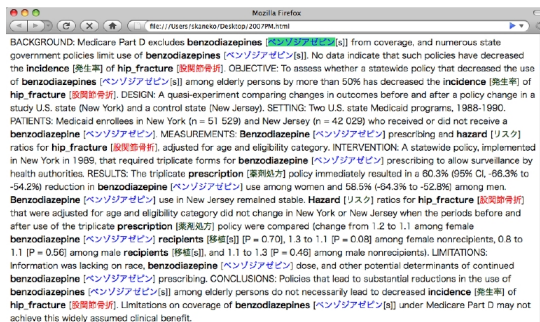 Mozilla Firefox
file:///Users/skaneko/Desktop/2007PM.html
BACKGROUND: Medicare Part D excludes benzodiazepines [ベンゾジアゼピン[s]] from coverage, and numerous state
government policies limit use of benzodiazepines [ベンゾジアゼピン[s]]. No data indicate that such policies have decreased
the incidence [発生率] of hip_fracture [股関節骨折]. OBJECTIVE: To assess whether a statewide policy that decreased the use
of benzodiazepines [ベンゾジアゼピン[s]] among elderly persons by more than 50% has decreased the incidence [発生率] of
hip_fracture [股関節骨折]. DESIGN: A quasi-experiment comparing changes in outcomes before and after a policy change in a
study U.S. state (New York) and a control state (New Jersey). SETTING: Two U.S. state Medicaid programs, 1988-1990.
PATIENTS: Medicaid enrollees in New York (n = 51 529) and New Jersey (n = 42 029) who received or did not receive a
benzodiazepine [ベンゾジアゼピン]. MEASUREMENTS: Benzodiazepine [ベンゾジアゼピン] prescribing and hazard [リスク]
ratios for hip_fracture [股関節骨折], adjusted for age and eligibility category. INTERVENTION: A statewide policy, implemented
in New York in 1989, that required triplicate forms for benzodiazepine [ベンゾジアゼピン] prescribing to allow surveillance by
health authorities. RESULTS: The triplicate prescription [薬剤処方] policy immediately resulted in a 60.3% (95% CI, -66.3% to
-54.2%) reduction in benzodiazepine [ベンゾジアゼピン] use among women and 58.5% (-64.3% to -52.8%) among men.
Benzodiazepine [ベンゾジアゼピン] use in New Jersey remained stable. Hazard [リスク] ratios for hip_fracture [股関節骨折]
that were adjusted for age and eligibility category did not change in New York or New Jersey when the periods before and
after use of the triplicate prescription [薬剤処方] policy were compared (change from 1.2 to 1.1 among female
benzodiazepine [ベンゾジアゼピン] recipients [移植[s]] [P = 0.70], 1.3 to 1.1 [P = 0.08] among female nonrecipients, 0.8 to
1.1 [P = 0.56] among male recipients [移植[s]], and 1.1 to 1.3 [P = 0.46] among male nonrecipients). LIMITATIONS:
Information was lacking on race, benzodiazepine [ベンゾジアゼピン] dose, and other potential determinants of continued
benzodiazepine [ベンゾジアゼピン] prescribing. CONCLUSIONS: Policies that lead to substantial reductions in the use of
benzodiazepines [ベンゾジアゼピン[s]] among elderly persons do not necessarily lead to decreased incidence [発生率] of
hip_fracture [股関節骨折]. Limitations on coverage of benzodiazepines [ベンゾジアゼピン[s]] under Medicare Part D may not
achieve this widely assumed clinical benefit.